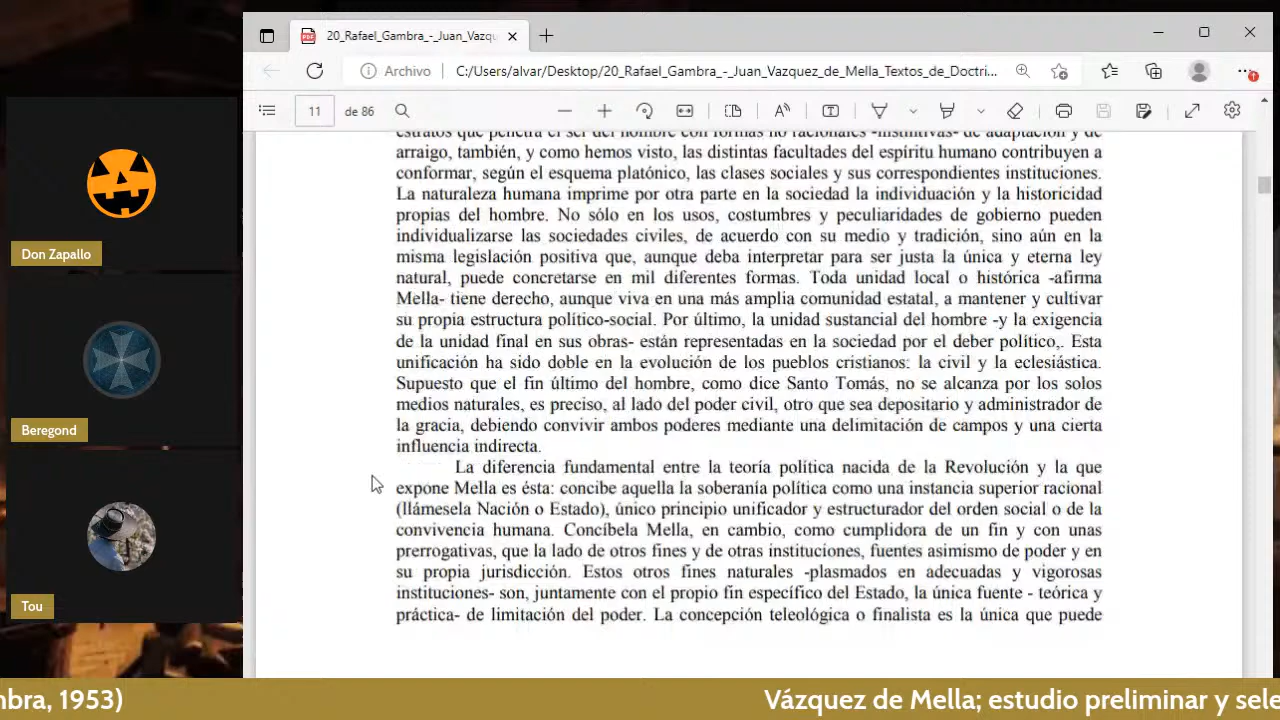 20_Rafael_Gambra_-_Juan_Vazqu
Archivo
C:/Users/alvar/Desktop/20_Rafael_Gambra_-_Juan_Vazquez_de_Mella_Textos_de_Doctri...
11
de 86
estratos que penetra el ser del hombre con formas no racionales -instintivas- de adaptación y de
arraigo, también, y como hemos visto, las distintas facultades del espíritu humano contribuyen a
conformar, según el esquema platónico, las clases sociales y sus correspondientes instituciones.
La naturaleza humana imprime por otra parte en la sociedad la individuación y la historicidad
propias del hombre. No sólo en los usos, costumbres y peculiaridades de gobierno pueden
individualizarse las sociedades civiles, de acuerdo con su medio y tradición, sino aún en la
misma legislación positiva que, aunque deba interpretar para ser justa la única y eterna ley
natural, puede concretarse en mil diferentes formas. Toda unidad local o histórica -afirma
Mella- tiene derecho, aunque viva en una más amplia comunidad estatal, a mantener y cultivar
su propia estructura político-social. Por último, la unidad sustancial del hombre -y la exigencia
de la unidad final en sus obras- están representadas en la sociedad por el deber político,. Esta
unificación ha sido doble en la evolución de los pueblos cristianos: la civil y la eclesiástica.
Supuesto que el fin último del hombre, como dice Santo Tomás, no se alcanza por los solos
medios naturales, es preciso, al lado del poder civil, otro que sea depositario y administrador de
la gracia, debiendo convivir ambos poderes mediante una delimitación de campos y una cierta
influencia indirecta.
La diferencia fundamental entre la teoría política nacida de la Revolución y la que
expone Mella es ésta: concibe aquella la soberanía política como una instancia superior racional
(llámesela Nación o Estado), único principio unificador y estructurador del orden social o de la
convivencia humana. Concíbela Mella, en cambio, como cumplidora de un fin y con unas
prerrogativas, que la lado de otros fines y de otras instituciones, fuentes asimismo de poder y en
su propia jurisdicción. Estos otros fines naturales -plasmados en adecuadas y vigorosas
instituciones- son, juntamente con el propio fin específico del Estado, la única fuente - teórica y
práctica- de limitación del poder. La concepción teleológica o finalista es la única que puede
Don Zapallo
Beregond
Tou
mbra, 1953)
Vázquez de Mella; estudio preliminar y sele